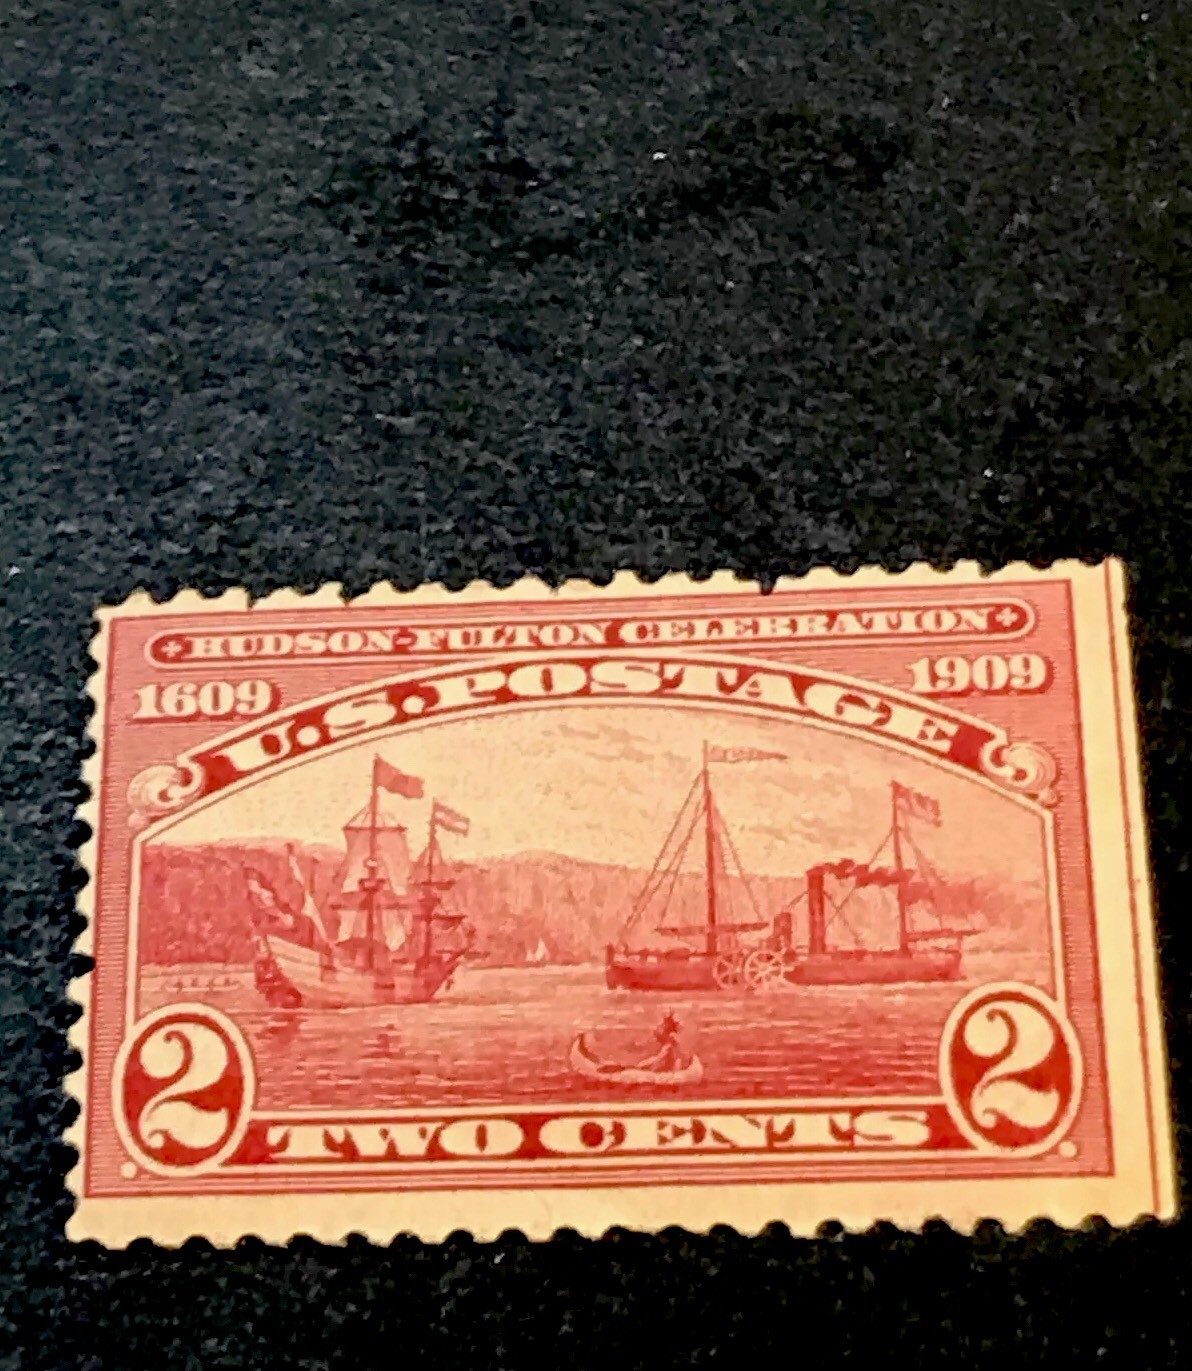 HUDSON-FULTON CELEBRATION
1609 1909
U.S. POSTAGE
2 2
TWO CENTS